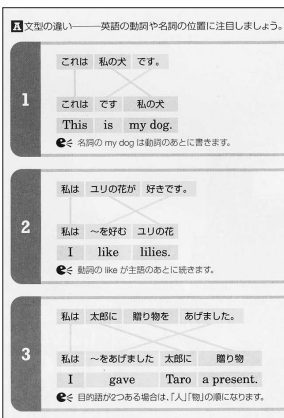 A 文型の違い――英語の動詞や名詞の位置に注目しましょう。
1
これは 私の犬 です。
これは です 私の犬
This is my dog.
名詞の my dog は動詞のあとに書きます。
2
私は ユリの花が 好きです。
私は ～を好む ユリの花
I like lilies.
動詞の like が主語のあとに続きます。
3
私は 太郎に 贈り物を あげました。
私は ～をあげました 太郎に 贈り物
I gave Taro a present.
目的語が2つある場合は、「人」「物」の順になります。